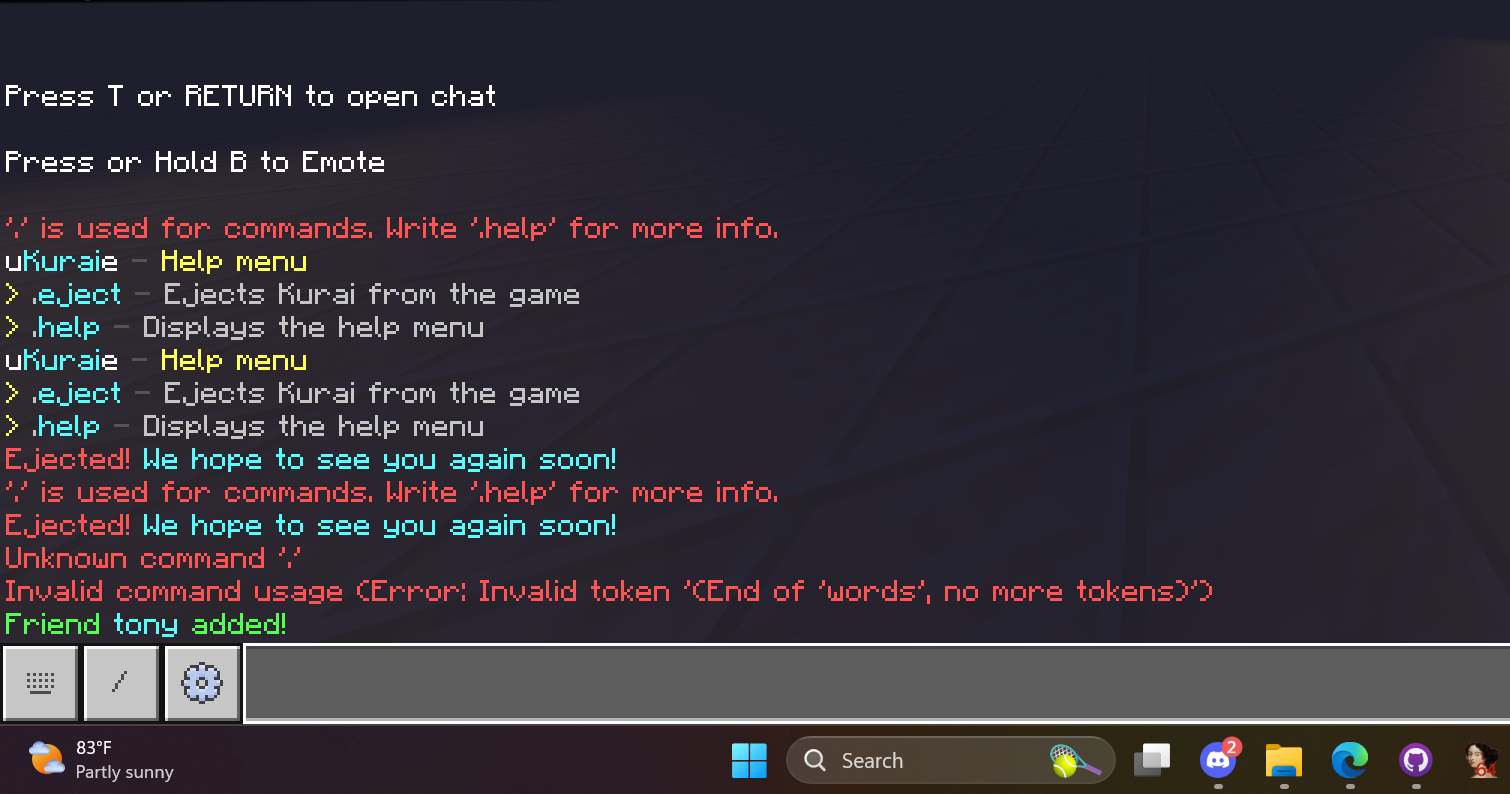 Press T or RETURN to open chat
Press or Hold B to Emote
'.' is used for commands. Write '.help' for more info.
uKuraie - Help menu
> .eject - Ejects Kurai from the game
> .help - Displays the help menu
uKuraie - Help menu
> .eject - Ejects Kurai from the game
> .help - Displays the help menu
Ejected! We hope to see you again soon!
'.' is used for commands. Write '.help' for more info.
Ejected! We hope to see you again soon!
Unknown command '.'
Invalid command usage (Error: Invalid token '(End of 'words', no more tokens)')
Friend tony added!
/
83°F
Partly sunny
Search
2
64